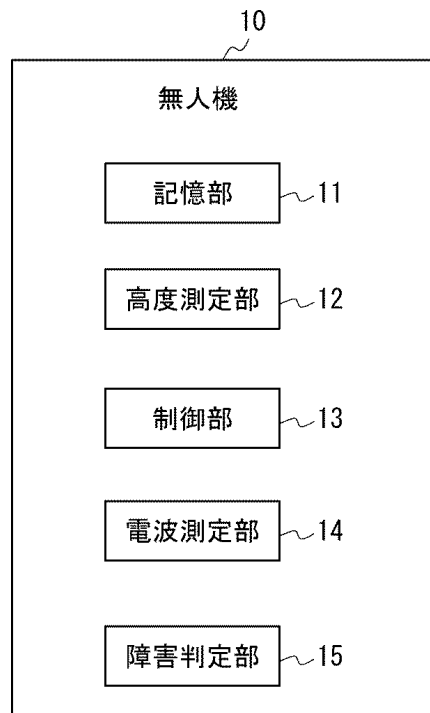 10
無人機
記憶部 11
高度測定部 12
制御部 13
電波測定部 14
障害判定部 15